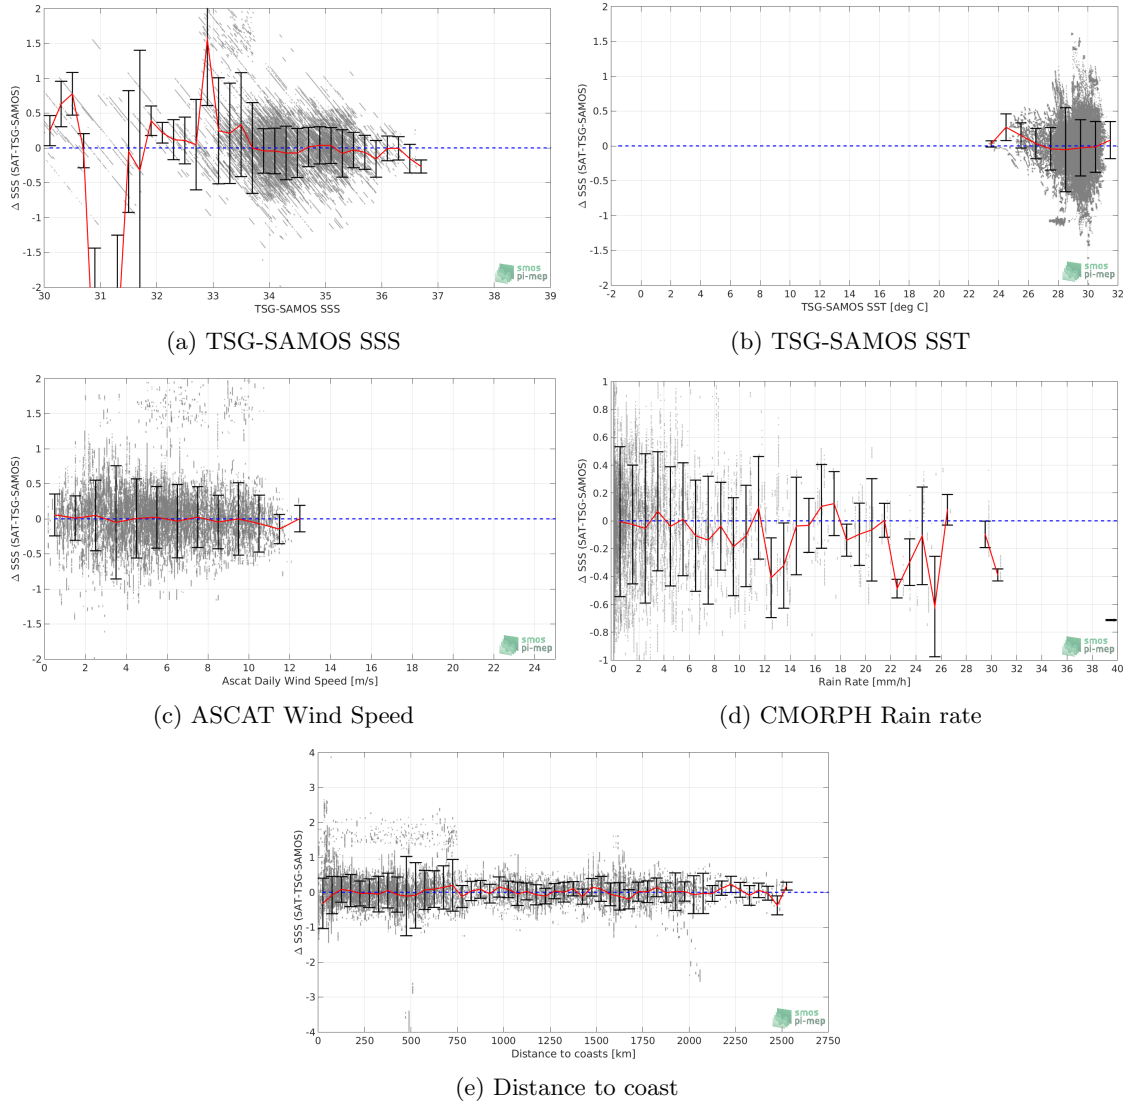 2
1.5
1
0.5
0
-0.5
-1
-1.5
-2
Δ SSS (SAT-TSG-SAMOS)
30 31 32 33 34 35 36 37 38 39
TSG-SAMOS SSS
smos
pi-mep
(a) TSG-SAMOS SSS
2
1.5
1
0.5
0
-0.5
-1
-1.5
-2
Δ SSS (SAT-TSG-SAMOS)
-2 0 2 4 6 8 10 12 14 16 18 20 22 24 26 28 30 32
TSG-SAMOS SST [deg C]
smos
pi-mep
(b) TSG-SAMOS SST
2
1.5
1
0.5
0
-0.5
-1
-1.5
-2
Δ SSS (SAT-TSG-SAMOS)
0 2 4 6 8 10 12 14 16 18 20 22 24
Ascat Daily Wind Speed [m/s]
smos
pi-mep
(c) ASCAT Wind Speed
1
0.8
0.6
0.4
0.2
0
-0.2
-0.4
-0.6
-0.8
-1
Δ SSS (SAT-TSG-SAMOS)
0 2 4 6 8 10 12 14 16 18 20 22 24 26 28 30 32 34 36 38 40
Rain Rate [mm/h]
smos
pi-mep
(d) CMORPH Rain rate
4
3
2
1
0
-1
-2
-3
-4
Δ SSS (SAT-TSG-SAMOS)
0 250 500 750 1000 1250 1500 1750 2000 2250 2500 2750
Distance to coasts [km]
smos
pi-mep
(e) Distance to coast